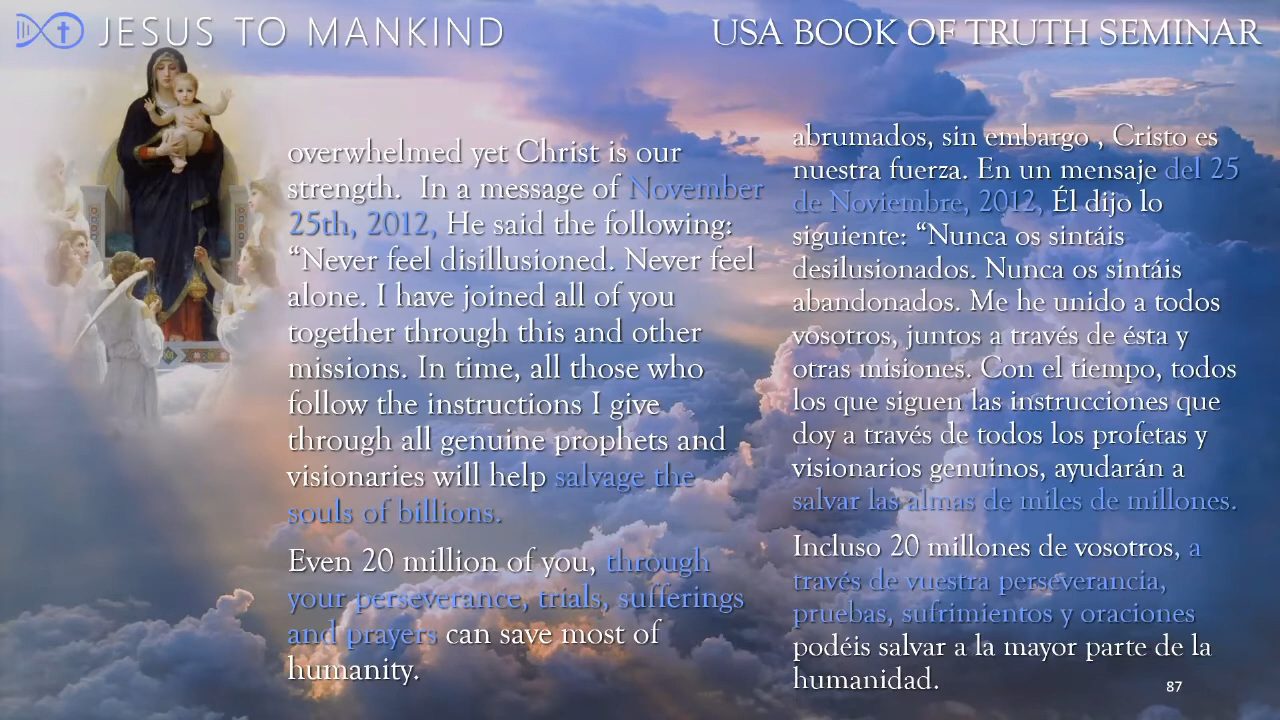 JESUS TO MANKIND
USA BOOK OF TRUTH SEMINAR
overwhelmed yet Christ is our
strength.  In a message of November
25th, 2012, He said the following:
“Never feel disillusioned. Never feel
alone. I have joined all of you
together through this and other
missions. In time, all those who
follow the instructions I give
through all genuine prophets and
visionaries will help salvage the
souls of billions.
Even 20 million of you, through
your perseverance, trials, sufferings
and prayers can save most of
humanity.
abrumados, sin embargo , Cristo es
nuestra fuerza. En un mensaje del 25
de Noviembre, 2012, Él dijo lo
siguiente: “Nunca os sintáis
desilusionados. Nunca os sintáis
abandonados. Me he unido a todos
vosotros, juntos a través de ésta y
otras misiones. Con el tiempo, todos
los que siguen las instrucciones que
doy a través de todos los profetas y
visionarios genuinos, ayudarán a
salvar las almas de miles de millones.
Incluso 20 millones de vosotros, a
través de vuestra perseverancia,
pruebas, sufrimientos y oraciones
podéis salvar a la mayor parte de la
humanidad.
87